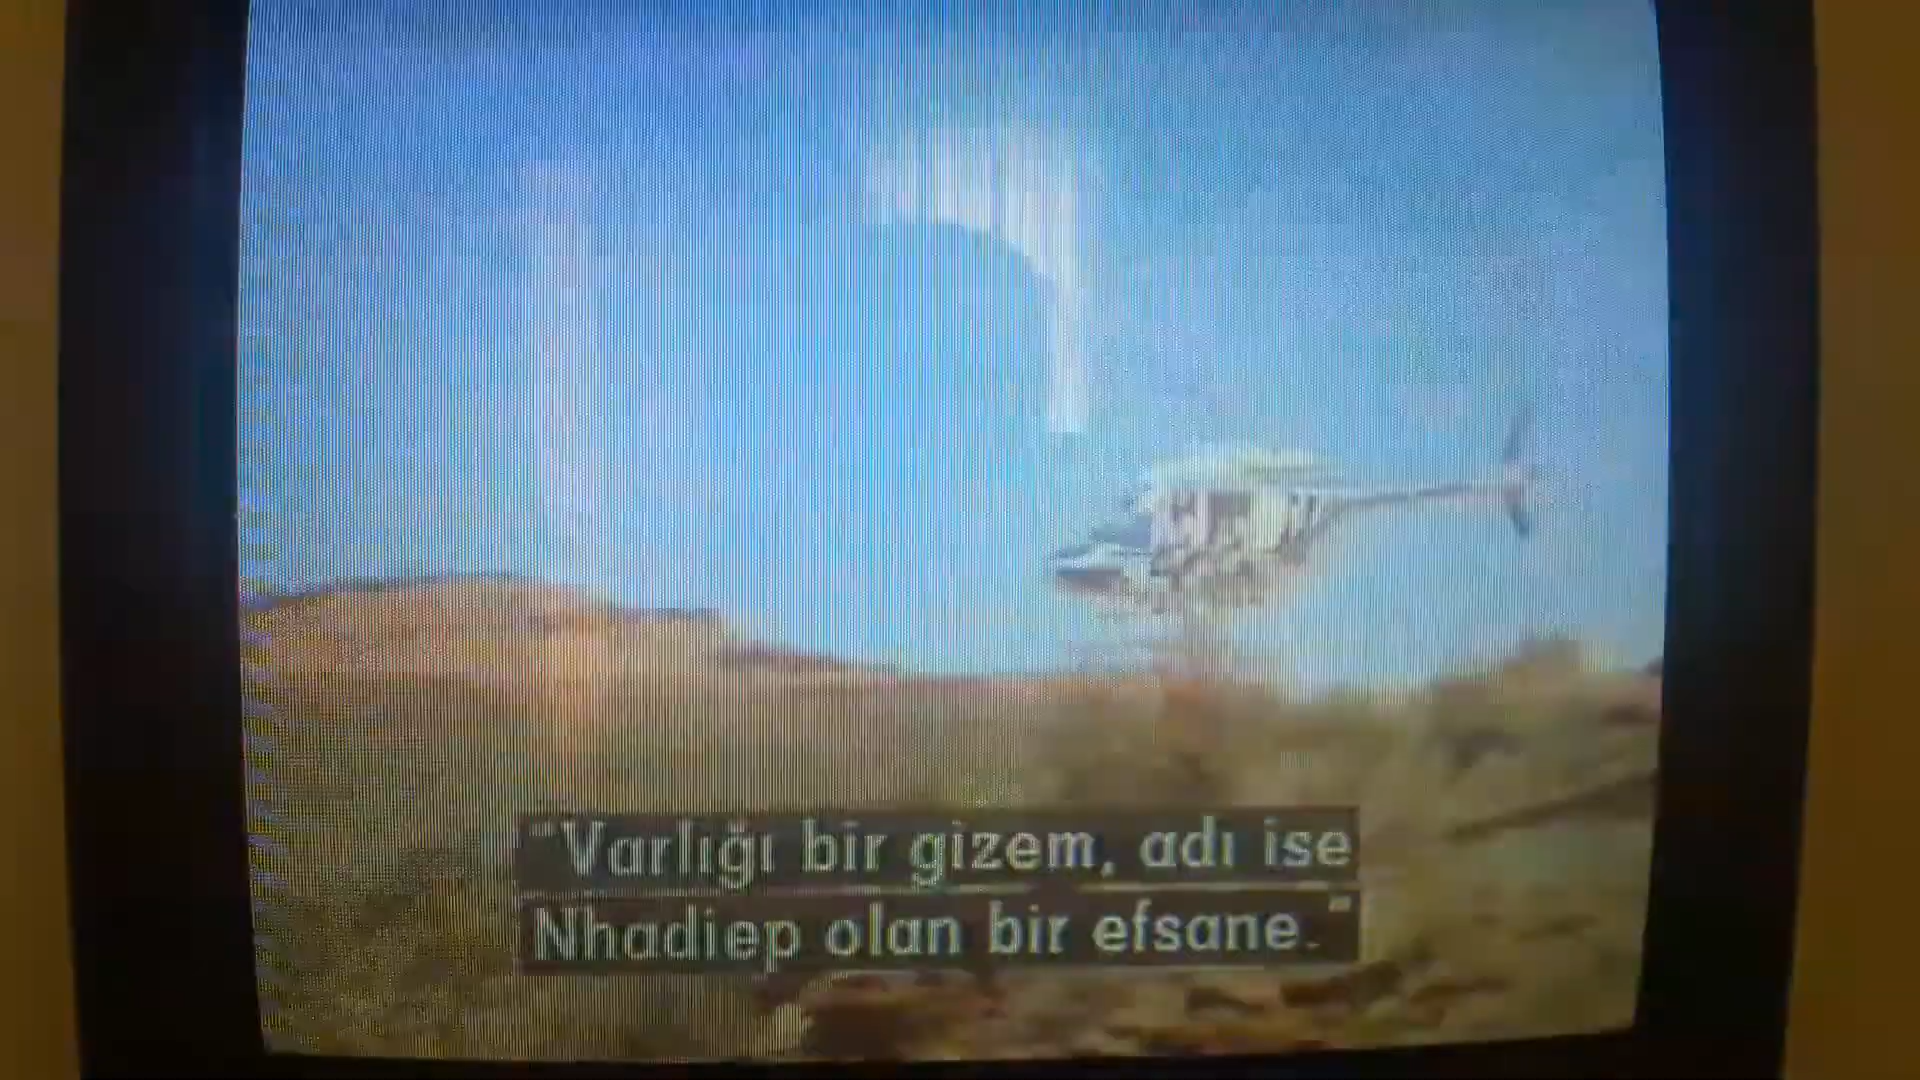 "Varlığı bir gizem, adı ise
Nhadiep olan bir efsane."